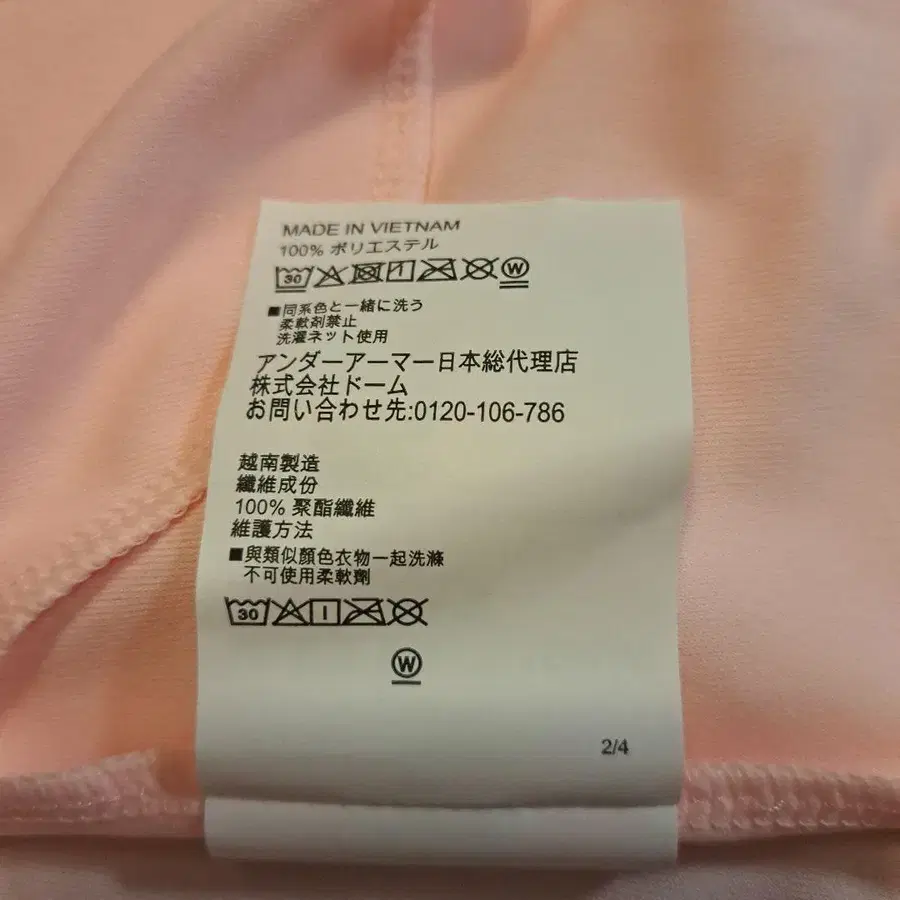 MADE IN VIETNAM
100% ポリエステル
30 1 W
■同系色と一緒に洗う
柔軟剤禁止
洗濯ネット使用
アンダーアーマー日本総代理店
株式会社ドーム
お問い合わせ先:0120-106-786
越南製造
纖維成份
100% 聚酯纖維
維護方法
■與類似顏色衣物一起洗滌
不可使用柔軟劑
30
W
2/4